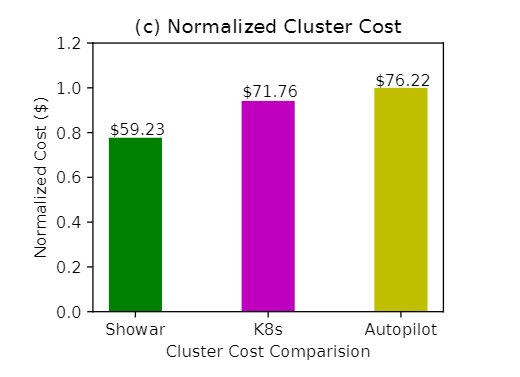 (c) Normalized Cluster Cost
1.2
1.0
0.8
0.6
0.4
0.2
0.0
Normalized Cost ($)
$59.23
$71.76
$76.22
Showar
K8s
Autopilot
Cluster Cost Comparision